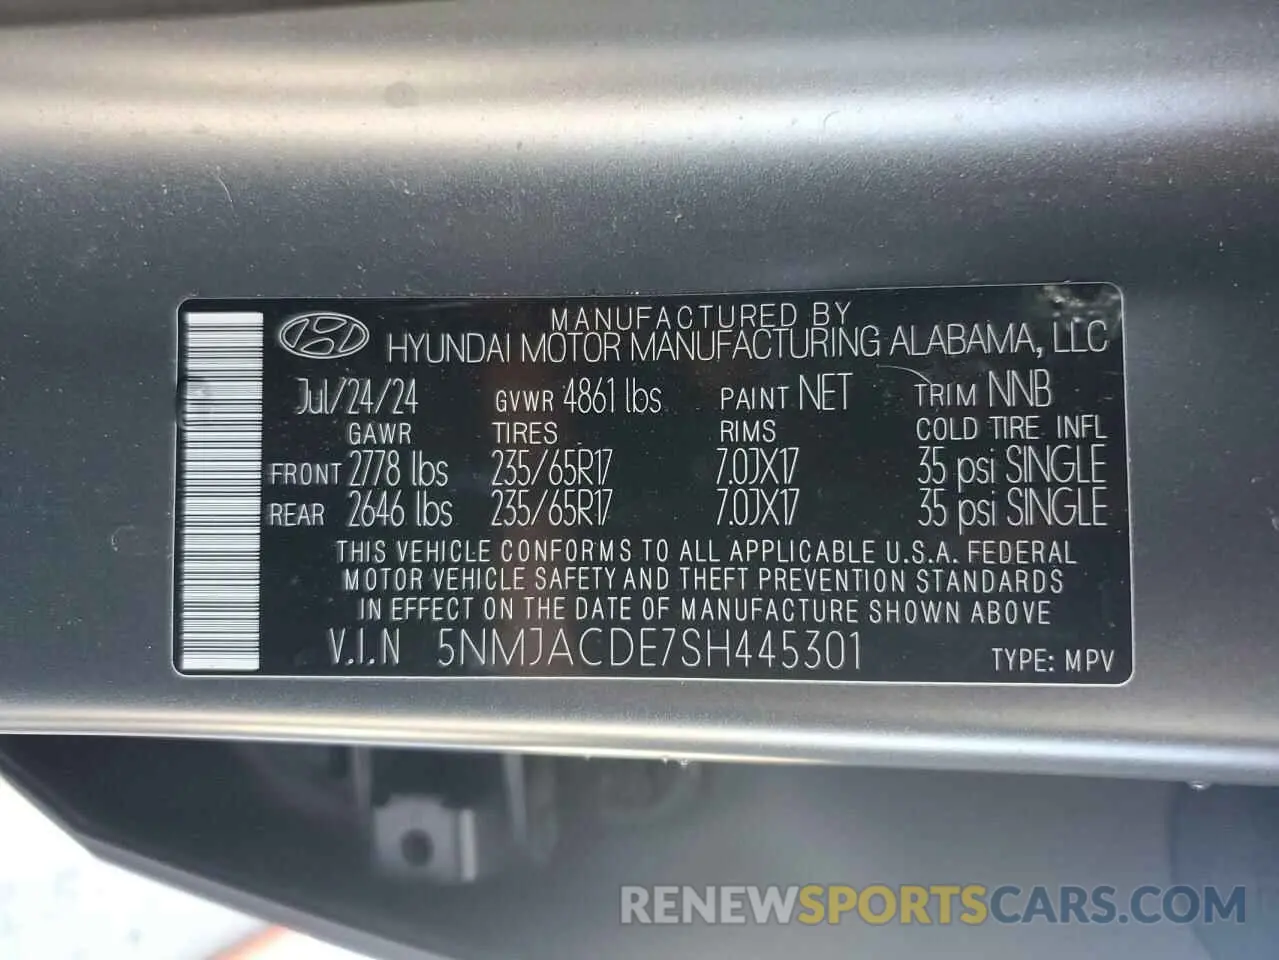 MANUFACTURED BY
HYUNDAI MOTOR MANUFACTURING ALABAMA, LLC
Jul/24/24 GVWR 4861 lbs PAINT NET TRIM NNB
GAWR TIRES RIMS COLD TIRE INFL
FRONT 2778 lbs 235/65R17 7.0JX17 35 psi SINGLE
REAR 2646 lbs 235/65R17 7.0JX17 35 psi SINGLE
THIS VEHICLE CONFORMS TO ALL APPLICABLE U.S.A. FEDERAL
MOTOR VEHICLE SAFETY AND THEFT PREVENTION STANDARDS
IN EFFECT ON THE DATE OF MANUFACTURE SHOWN ABOVE
V.I.N 5NMJACDE7SH445301 TYPE: MPV
RENEWSPORTSCARS.COM